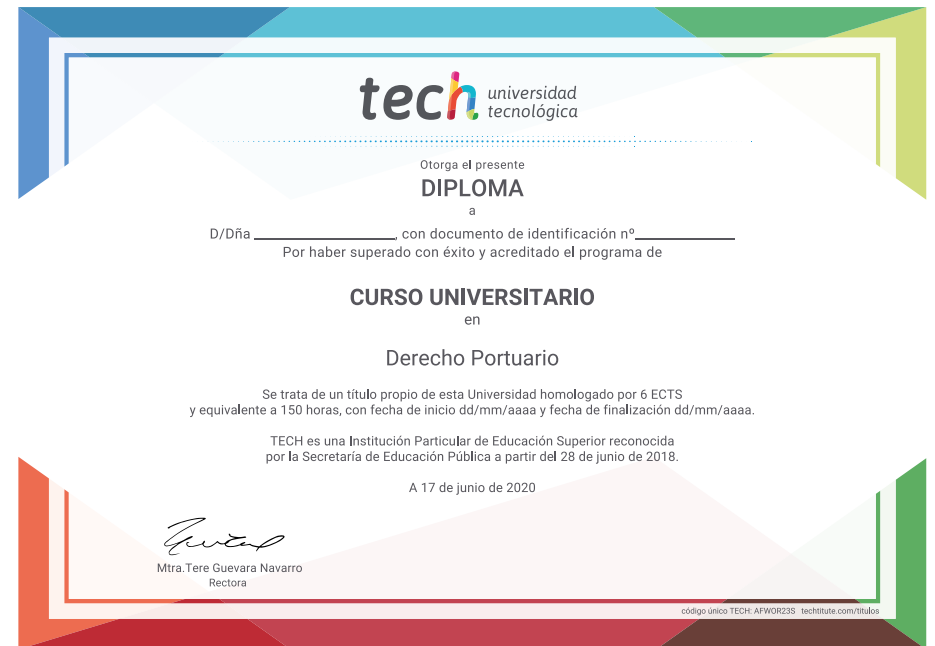 tech universidad
tecnológica
Otorga el presente
DIPLOMA
a
D/Dña ____________________, con documento de identificación nº______________
Por haber superado con éxito y acreditado el programa de
CURSO UNIVERSITARIO
en
Derecho Portuario
Se trata de un título propio de esta Universidad homologado por 6 ECTS
y equivalente a 150 horas, con fecha de inicio dd/mm/aaaa y fecha de finalización dd/mm/aaaa.
TECH es una Institución Particular de Educación Superior reconocida
por la Secretaría de Educación Pública a partir del 28 de junio de 2018.
A 17 de junio de 2020
Mtra.Tere Guevara Navarro
Rectora
código único TECH: AFWOR23S techtitute.com/titulos